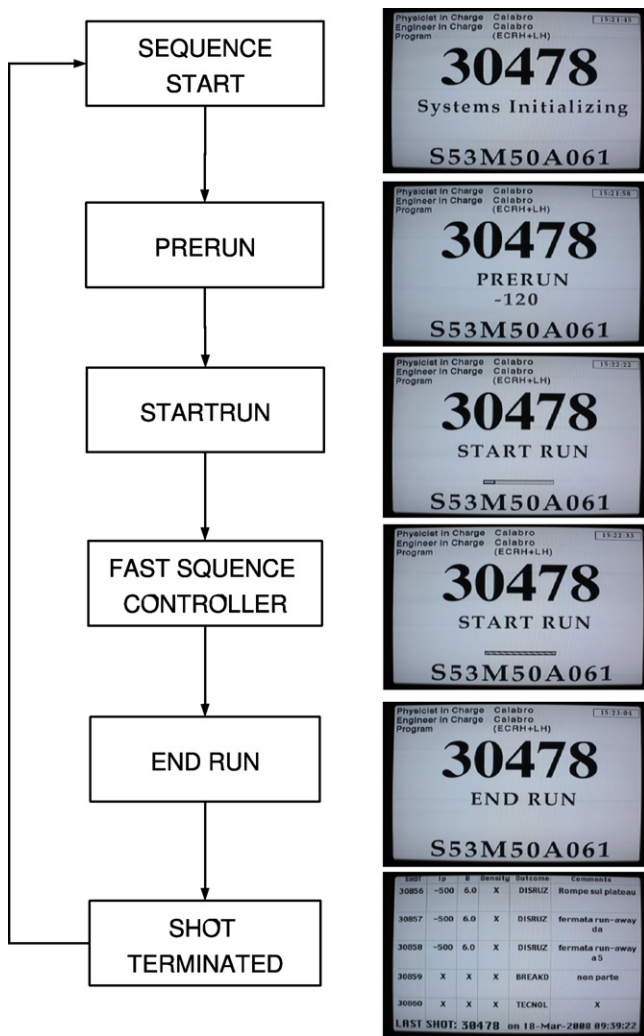 SEQUENCE
START
PRERUN
STARTRUN
FAST SQUENCE
CONTROLLER
END RUN
SHOT
TERMINATED
Physicist in Charge Calabro 15:21:45
Engineer in Charge Calabro
Program (ECRH+LH)
30478
Systems Initializing
S53M50A061
Physicist in Charge Calabro 15:21:58
Engineer in Charge Calabro
Program (ECRH+LH)
30478
PRERUN
-120
S53M50A061
Physicist in Charge Calabro 15:22:22
Engineer in Charge Calabro
Program (ECRH+LH)
30478
START RUN
S53M50A061
Physicist in Charge Calabro 15:22:33
Engineer in Charge Calabro
Program (ECRH+LH)
30478
START RUN
S53M50A061
Physicist in Charge Calabro 15:23:04
Engineer in Charge Calabro
Program (ECRH+LH)
30478
END RUN
S53M50A061
SHOT Ip B Density Outcome Comments
30856 -500 6.0 X DISRUZ Rompe sul plateau
30857 -500 6.0 X DISRUZ fermata run-away
da
30858 -500 6.0 X DISRUZ fermata run-away
a5
30859 X X X BREAKD non parte
30860 X X X TECNOL X
LAST SHOT: 30478 on 18-Mar-2008 09:39:22